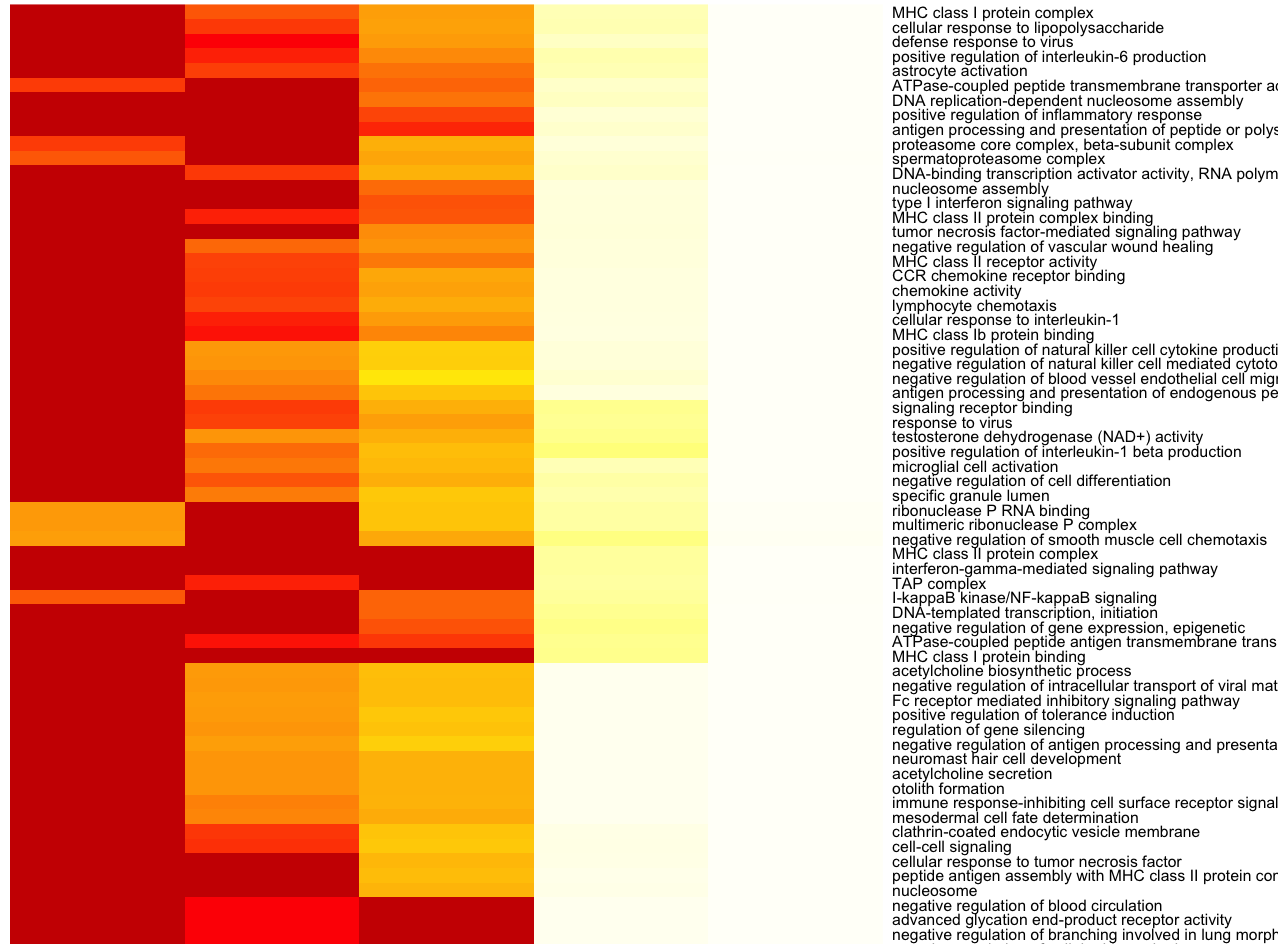 MHC class I protein complex
cellular response to lipopolysaccharide
defense response to virus
positive regulation of interleukin-6 production
astrocyte activation
ATPase-coupled peptide transmembrane transporter ac
DNA replication-dependent nucleosome assembly
positive regulation of inflammatory response
antigen processing and presentation of peptide or polys
proteasome core complex, beta-subunit complex
spermatoproteasome complex
DNA-binding transcription activator activity, RNA polym
nucleosome assembly
type I interferon signaling pathway
MHC class II protein complex binding
tumor necrosis factor-mediated signaling pathway
negative regulation of vascular wound healing
MHC class II receptor activity
CCR chemokine receptor binding
chemokine activity
lymphocyte chemotaxis
cellular response to interleukin-1
MHC class Ib protein binding
positive regulation of natural killer cell cytokine producti
negative regulation of natural killer cell mediated cytoto
negative regulation of blood vessel endothelial cell migr
antigen processing and presentation of endogenous pe
signaling receptor binding
response to virus
testosterone dehydrogenase (NAD+) activity
positive regulation of interleukin-1 beta production
microglial cell activation
negative regulation of cell differentiation
specific granule lumen
ribonuclease P RNA binding
multimeric ribonuclease P complex
negative regulation of smooth muscle cell chemotaxis
MHC class II protein complex
interferon-gamma-mediated signaling pathway
TAP complex
I-kappaB kinase/NF-kappaB signaling
DNA-templated transcription, initiation
negative regulation of gene expression, epigenetic
ATPase-coupled peptide antigen transmembrane trans
MHC class I protein binding
acetylcholine biosynthetic process
negative regulation of intracellular transport of viral mat
Fc receptor mediated inhibitory signaling pathway
positive regulation of tolerance induction
regulation of gene silencing
negative regulation of antigen processing and presenta
neuromast hair cell development
acetylcholine secretion
otolith formation
immune response-inhibiting cell surface receptor signal
mesodermal cell fate determination
clathrin-coated endocytic vesicle membrane
cell-cell signaling
cellular response to tumor necrosis factor
peptide antigen assembly with MHC class II protein cor
nucleosome
negative regulation of blood circulation
advanced glycation end-product receptor activity
negative regulation of branching involved in lung morph